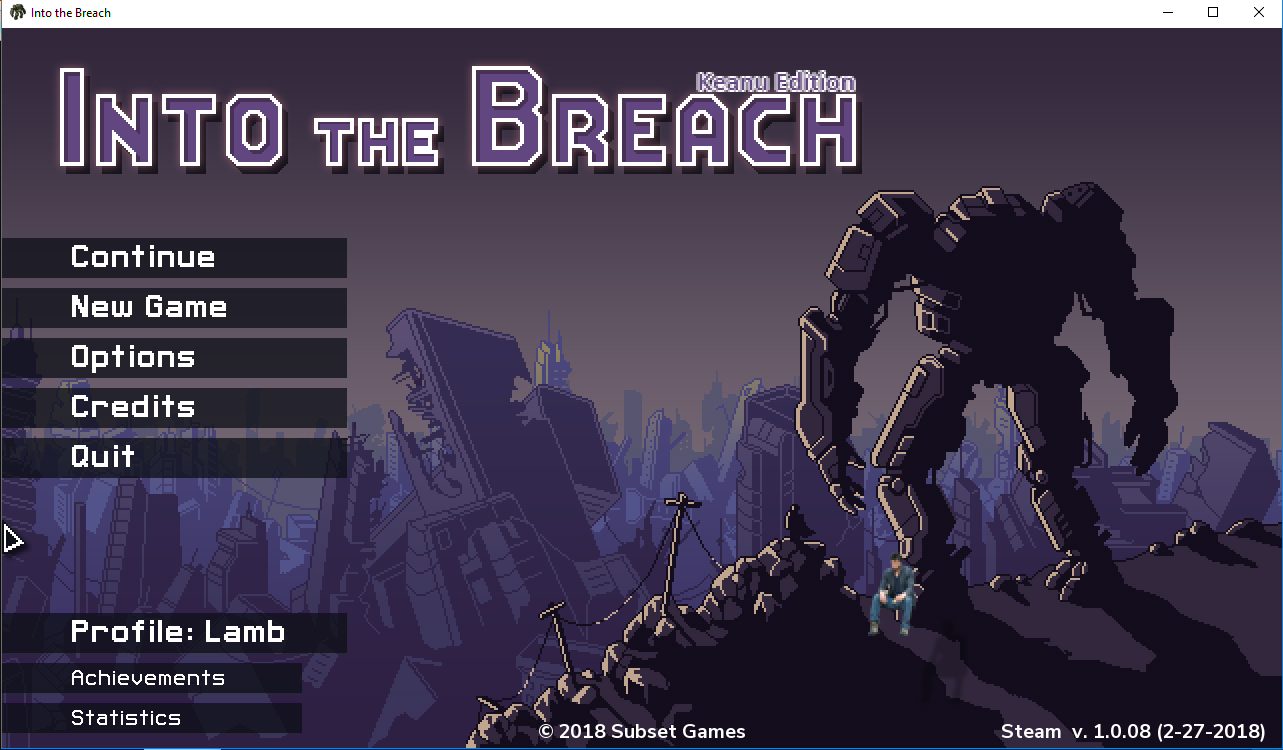 Into the Breach
Keanu Edition
INTO THE BREACH
Continue
New Game
Options
Credits
Quit
Profile: Lamb
Achievements
Statistics
© 2018 Subset Games
Steam v. 1.0.08 (2-27-2018)